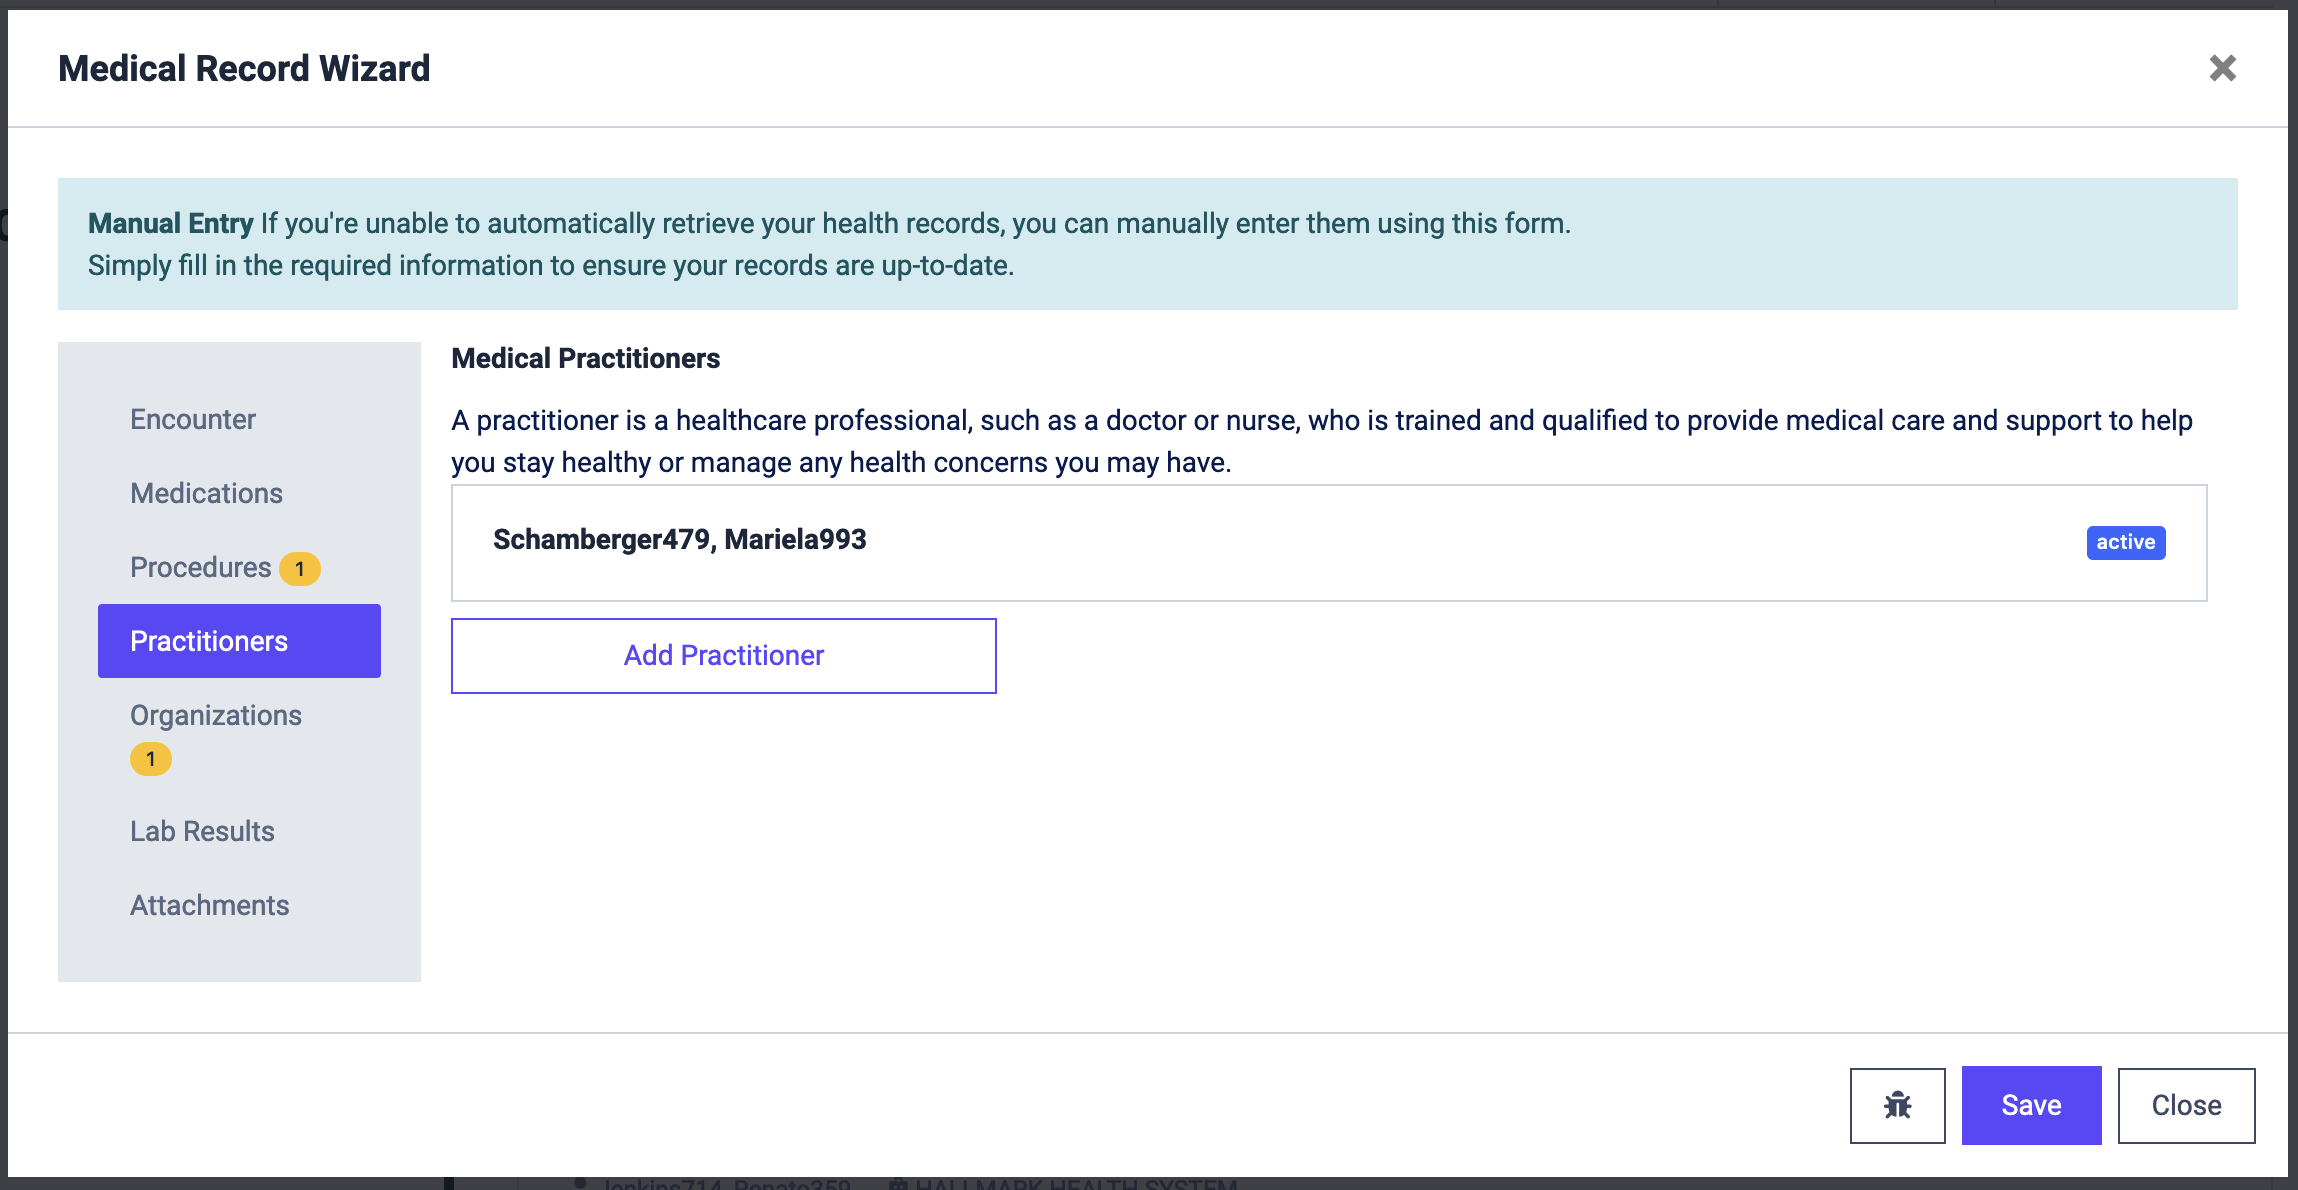 Medical Record Wizard
Manual Entry If you're unable to automatically retrieve your health records, you can manually enter them using this form.
Simply fill in the required information to ensure your records are up-to-date.
Encounter
Medications
Procedures 1
Practitioners
Organizations
1
Lab Results
Attachments
Medical Practitioners
A practitioner is a healthcare professional, such as a doctor or nurse, who is trained and qualified to provide medical care and support to help
you stay healthy or manage any health concerns you may have.
Schamberger479, Mariela993
active
Add Practitioner
Save
Close
Jenkins714, Renato359 HALLMARK HEALTH SYSTEM